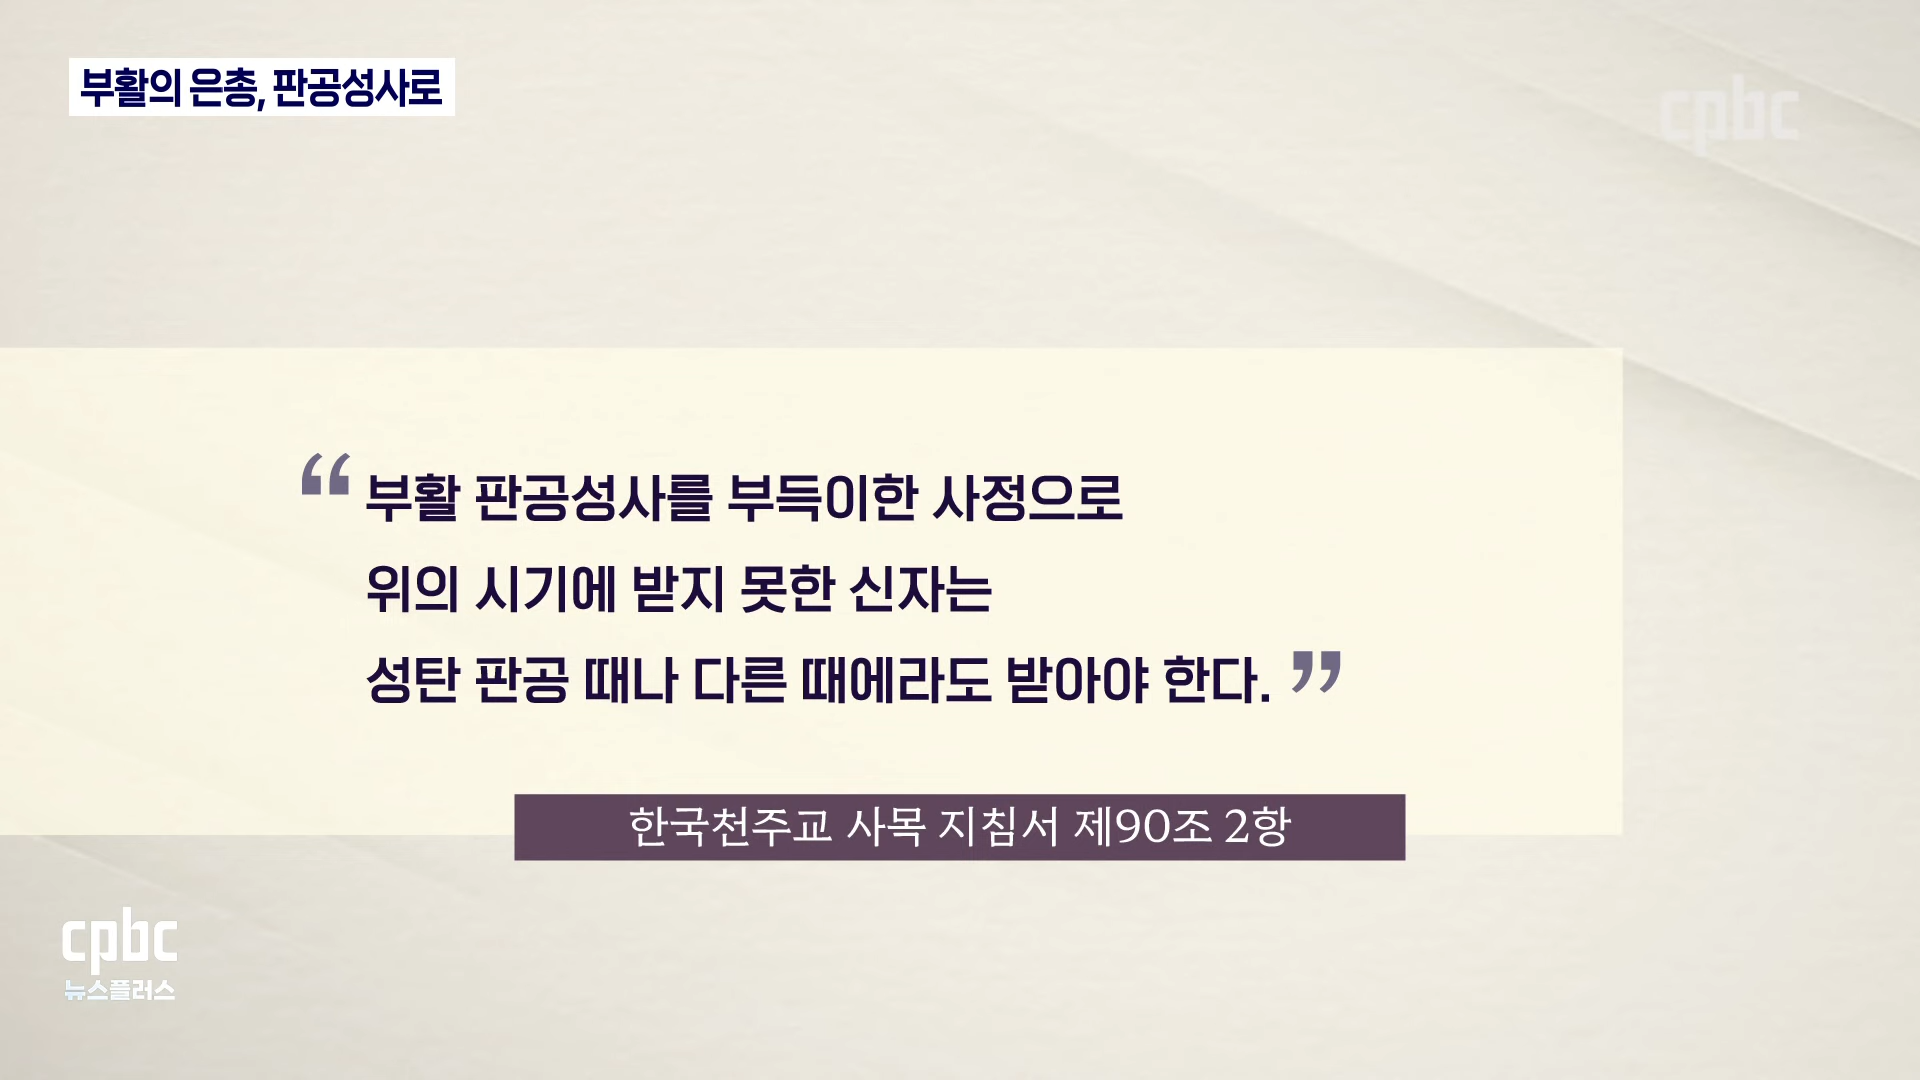 부활의 은총, 판공성사로
cpbc
“부활 판공성사를 부득이한 사정으로
위의 시기에 받지 못한 신자는
성탄 판공 때나 다른 때에라도 받아야 한다.”
한국천주교 사목 지침서 제90조 2항
cpbc
뉴스플러스